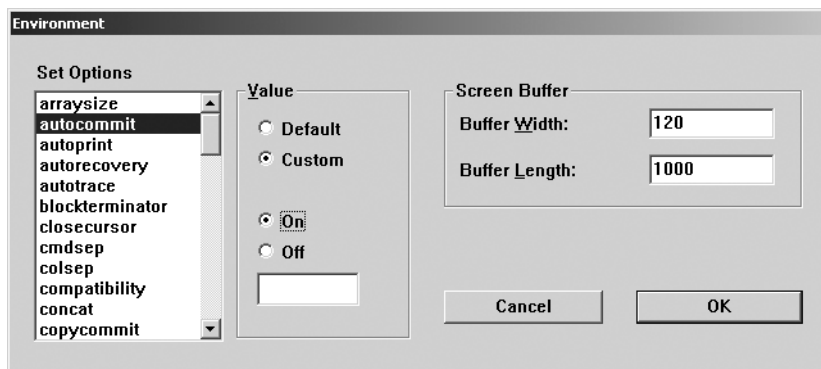 Environment
Set Options
arraysize
autocommit
autoprint
autorecovery
autotrace
blockterminator
closecursor
cmdsep
colsep
compatibility
concat
copycommit
Value
Default
Custom
On
Off
Screen Buffer
Buffer Width:
120
Buffer Length:
1000
Cancel
OK